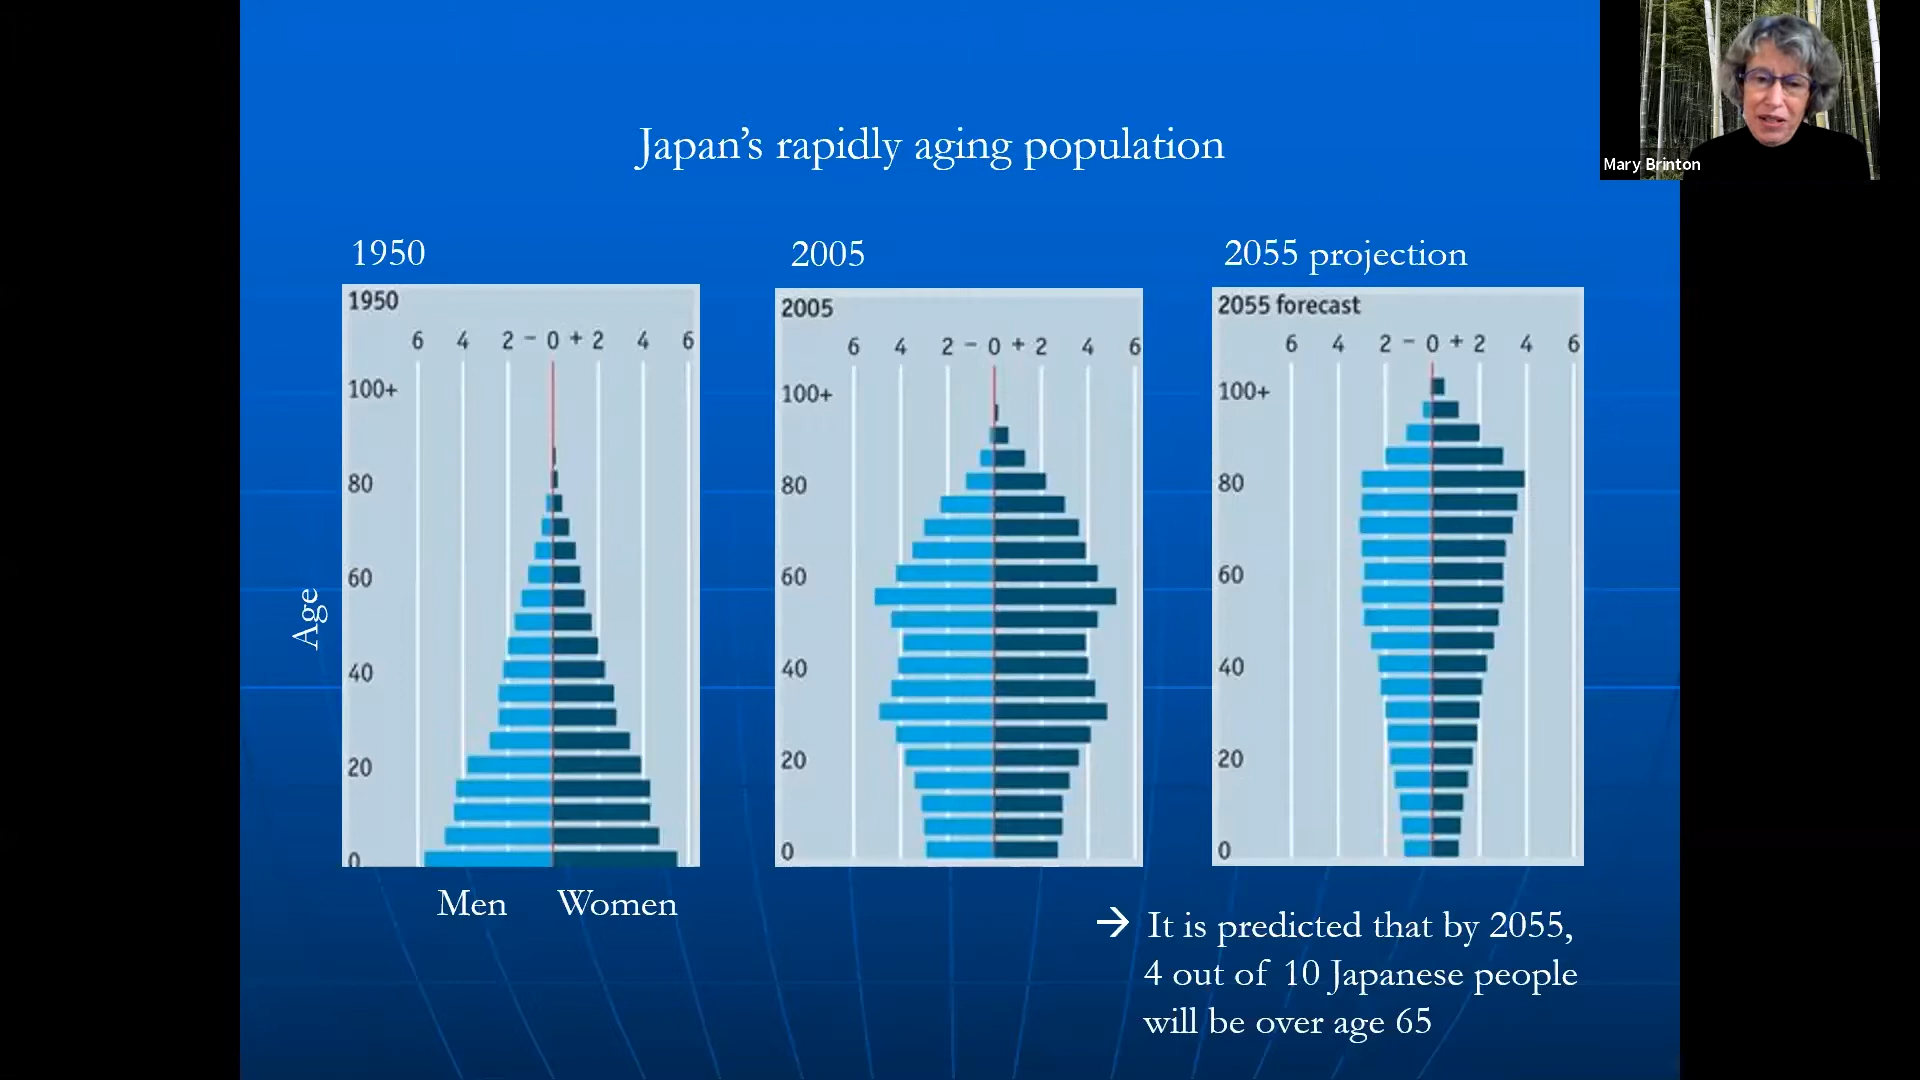 Japan’s rapidly aging population
Mary Brinton
1950
2005
2055 projection
1950
6 4 2 – 0 + 2 4 6
100+
80
60
40
20
0
2005
6 4 2 – 0 + 2 4 6
100+
80
60
40
20
0
2055 forecast
6 4 2 – 0 + 2 4 6
100+
80
60
40
20
0
Age
Men Women
→ It is predicted that by 2055,
4 out of 10 Japanese people
will be over age 65